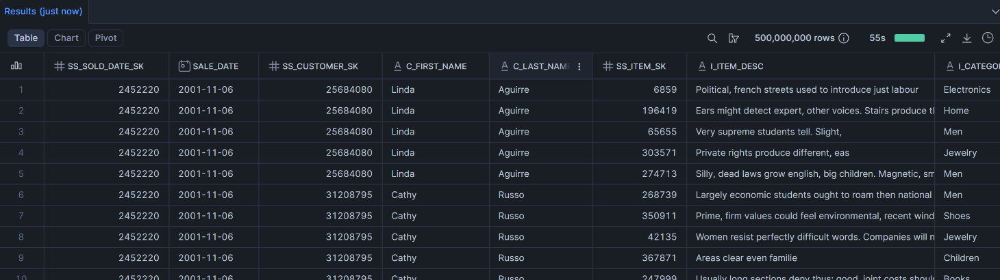 Results (just now)
Table Chart Pivot 500,000,000 rows 55s
SS_SOLD_DATE_SK SALE_DATE SS_CUSTOMER_SK C_FIRST_NAME C_LAST_NAM SS_ITEM_SK I_ITEM_DESC I_CATEGO
1 2452220 2001-11-06 25684080 Linda Aguirre 6859 Political, french streets used to introduce just labour Electronics
2 2452220 2001-11-06 25684080 Linda Aguirre 196419 Ears might detect expert, other voices. Stairs produce Home
3 2452220 2001-11-06 25684080 Linda Aguirre 65655 Very supreme students tell. Slight, Men
4 2452220 2001-11-06 25684080 Linda Aguirre 303571 Private rights produce different, eas Jewelry
5 2452220 2001-11-06 25684080 Linda Aguirre 274713 Silly, dead laws grow english, big children. Magnetic, sm Men
6 2452220 2001-11-06 31208795 Cathy Russo 268739 Largely economic students ought to roam then national Men
7 2452220 2001-11-06 31208795 Cathy Russo 350911 Prime, firm values could feel environmental, recent wind Shoes
8 2452220 2001-11-06 31208795 Cathy Russo 42135 Women resist perfectly difficult words. Companies will Jewelry
9 2452220 2001-11-06 31208795 Cathy Russo 367871 Areas clear even familie Children
10 2452220 2001-11-06 31208795 Cathy Russo 247999 Usually long sections deny thus; good, joint costs shoul Books